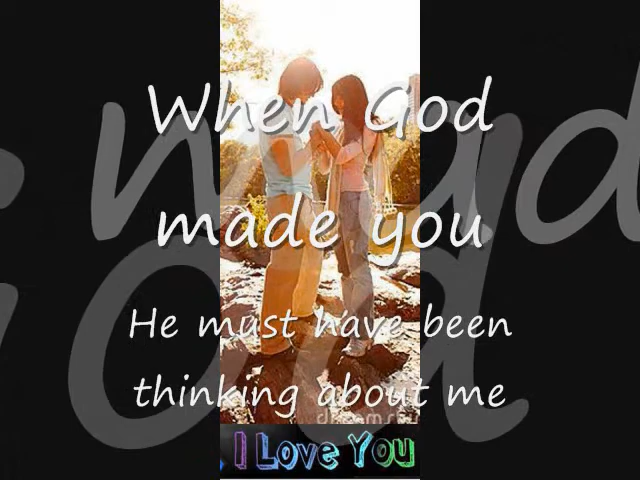 When God
made you
He must have been
thinking about me
I Love You